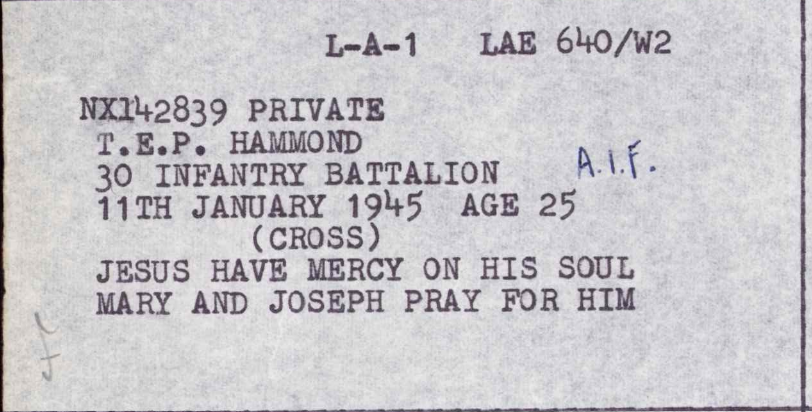 L-A-1 LAE 640/W2
NX142839 PRIVATE
T.E.P. HAMMOND
30 INFANTRY BATTALION A.I.F.
11TH JANUARY 1945 AGE 25
(CROSS)
JESUS HAVE MERCY ON HIS SOUL
MARY AND JOSEPH PRAY FOR HIM